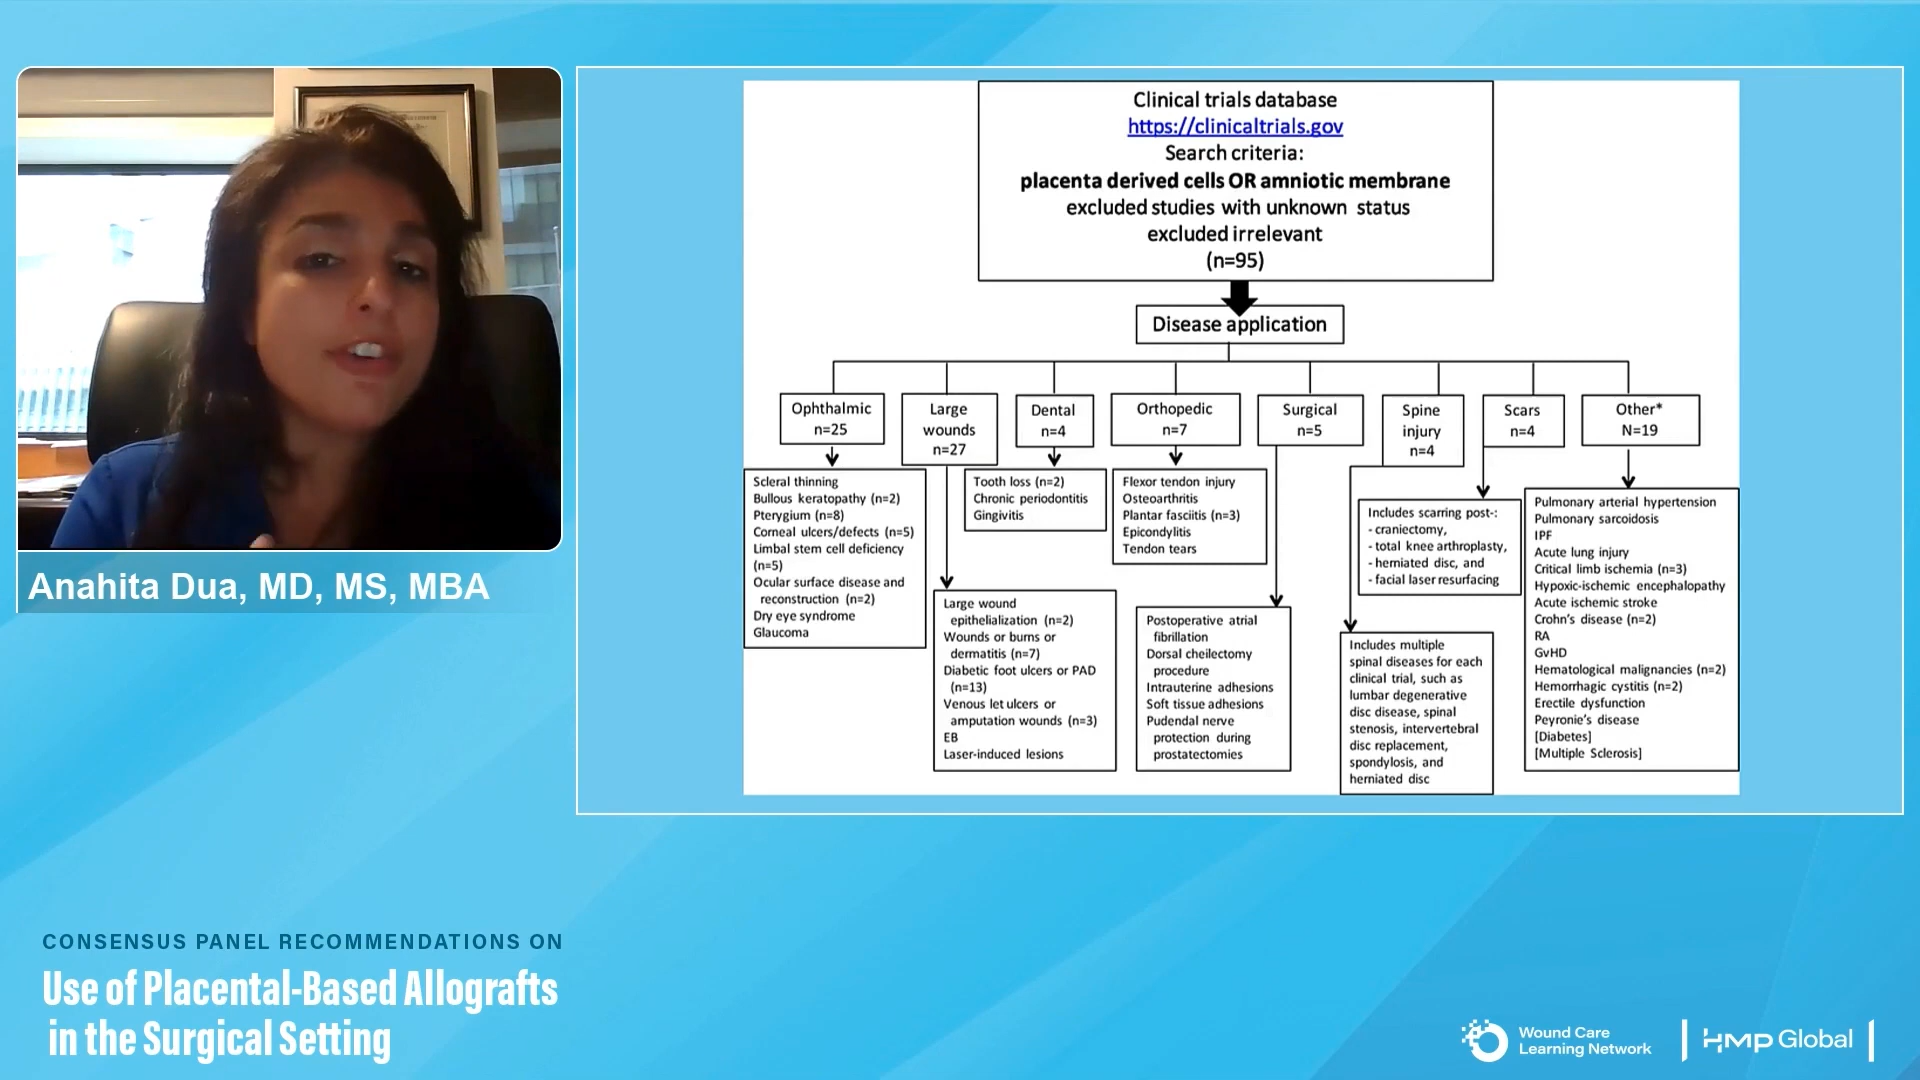 Clinical trials database
https://clinicaltrials.gov
Search criteria:
placenta derived cells OR amniotic membrane
excluded studies with unknown status
excluded irrelevant
(n=95)
Disease application
Ophthalmic
n=25
Large
wounds
n=27
Dental
n=4
Orthopedic
n=7
Surgical
n=5
Spine
injury
n=4
Scars
n=4
Other*
N=19
Scleral thinning
Bullous keratopathy (n=2)
Pterygium (n=8)
Corneal ulcers/defects (n=5)
Limbal stem cell deficiency
(n=5)
Ocular surface disease and
reconstruction (n=2)
Dry eye syndrome
Glaucoma
Large wound
epithelialization (n=2)
Wounds or burns or
dermatitis (n=7)
Diabetic foot ulcers or PAD
(n=13)
Venous let ulcers or
amputation wounds (n=3)
EB
Laser-induced lesions
Tooth loss (n=2)
Chronic periodontitis
Gingivitis
Flexor tendon injury
Osteoarthritis
Plantar fasciitis (n=3)
Epicondylitis
Tendon tears
Postoperative atrial
fibrillation
Dorsal cheilectomy
procedure
Intrauterine adhesions
Soft tissue adhesions
Pudendal nerve
protection during
prostatectomies
Includes multiple
spinal diseases for each
clinical trial, such as
lumbar degenerative
disc disease, spinal
stenosis, intervertebral
disc replacement,
spondylosis, and
herniated disc
Includes scarring post-:
- craniectomy,
- total knee arthroplasty,
- herniated disc, and
- facial laser resurfacing
Pulmonary arterial hypertension
Pulmonary sarcoidosis
IPF
Acute lung injury
Critical limb ischemia (n=3)
Hypoxic-ischemic encephalopathy
Acute ischemic stroke
Crohn's disease (n=2)
RA
GvHD
Hematological malignancies (n=2)
Hemorrhagic cystitis (n=2)
Erectile dysfunction
Peyronie's disease
[Diabetes]
[Multiple Sclerosis]
Anahita Dua, MD, MS, MBA
CONSENSUS PANEL RECOMMENDATIONS ON
Use of Placental-Based Allografts
in the Surgical Setting
Wound Care
Learning Network
HMP Global